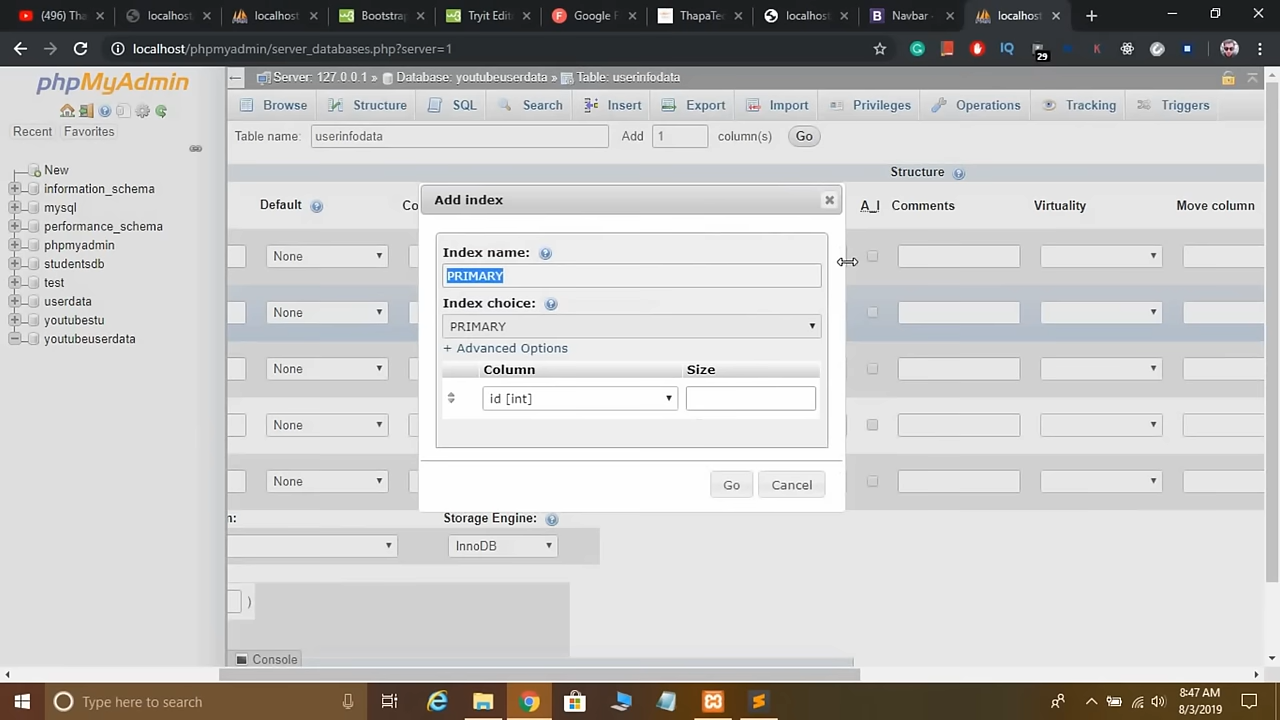 (496) Tha
localhost
localhost
Bootstrap
Tryit Edit
Google F
ThapaTec
localhost
Navbar
localhost
localhost/phpmyadmin/server_databases.php?server=1
29
phpMyAdmin
Recent Favorites
New
information_schema
mysql
performance_schema
phpmyadmin
studentsdb
test
userdata
youtubestu
youtubeuserdata
Server: 127.0.0.1 » Database: youtubeuserdata » Table: userinfodata
Browse Structure SQL Search Insert Export Import Privileges Operations Tracking Triggers
Table name: userinfodata Add 1 column(s) Go
Structure
Default Co A_I Comments Virtuality Move column
None
None
None
None
None
Add index
Index name:
PRIMARY
Index choice:
PRIMARY
+ Advanced Options
Column Size
id [int]
Go Cancel
n: Storage Engine:
InnoDB
)
Console
Type here to search
8:47 AM
8/3/2019